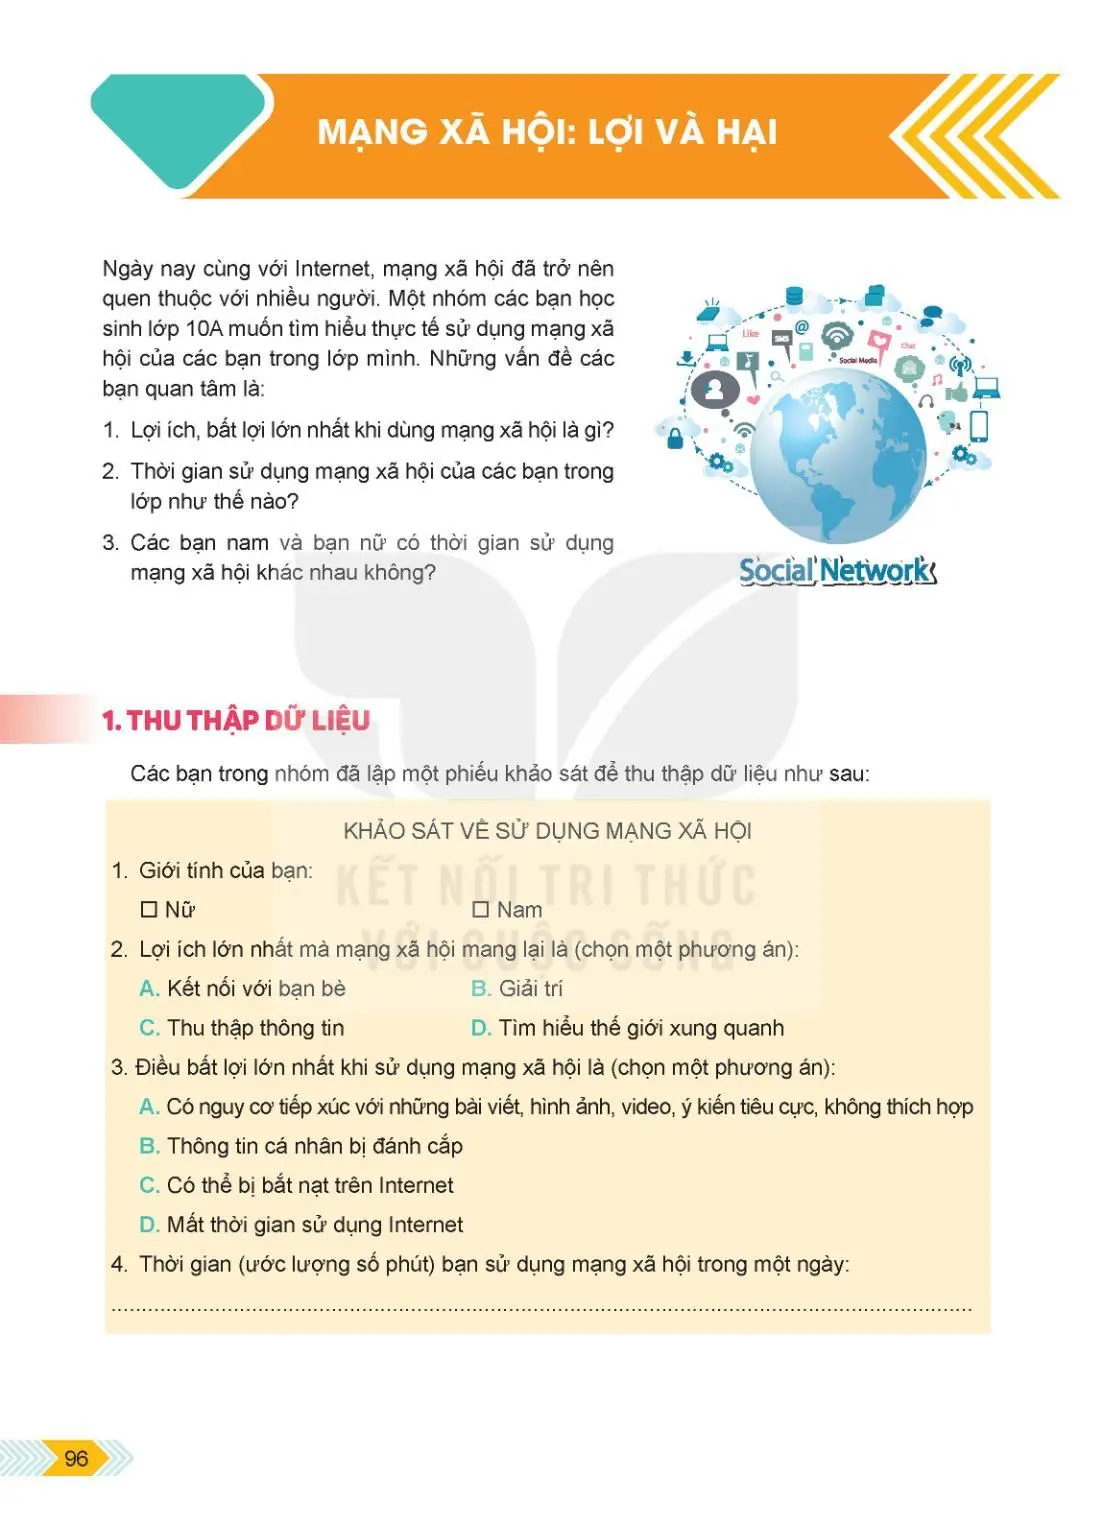 MẠNG XÃ HỘI: LỢI VÀ HẠI
Ngày nay cùng với Internet, mạng xã hội đã trở nên
quen thuộc với nhiều người. Một nhóm các bạn học
sinh lớp 10A muốn tìm hiểu thực tế sử dụng mạng xã
hội của các bạn trong lớp mình. Những vấn đề các
bạn quan tâm là:
1. Lợi ích, bất lợi lớn nhất khi dùng mạng xã hội là gì?
2. Thời gian sử dụng mạng xã hội của các bạn trong
lớp như thế nào?
3. Các bạn nam và bạn nữ có thời gian sử dụng
mạng xã hội khác nhau không?
Like
SMS
@
Social Media
Chat
Social Network
1. THU THẬP DỮ LIỆU
Các bạn trong nhóm đã lập một phiếu khảo sát để thu thập dữ liệu như sau:
KHẢO SÁT VỀ SỬ DỤNG MẠNG XÃ HỘI
1. Giới tính của bạn:
☐ Nữ ☐ Nam
2. Lợi ích lớn nhất mà mạng xã hội mang lại là (chọn một phương án):
A. Kết nối với bạn bè B. Giải trí
C. Thu thập thông tin D. Tìm hiểu thế giới xung quanh
3. Điều bất lợi lớn nhất khi sử dụng mạng xã hội là (chọn một phương án):
A. Có nguy cơ tiếp xúc với những bài viết, hình ảnh, video, ý kiến tiêu cực, không thích hợp
B. Thông tin cá nhân bị đánh cắp
C. Có thể bị bắt nạt trên Internet
D. Mất thời gian sử dụng Internet
4. Thời gian (ước lượng số phút) bạn sử dụng mạng xã hội trong một ngày:
KẾT NỐI TRI THỨC
VỚI CUỘC SỐNG
96